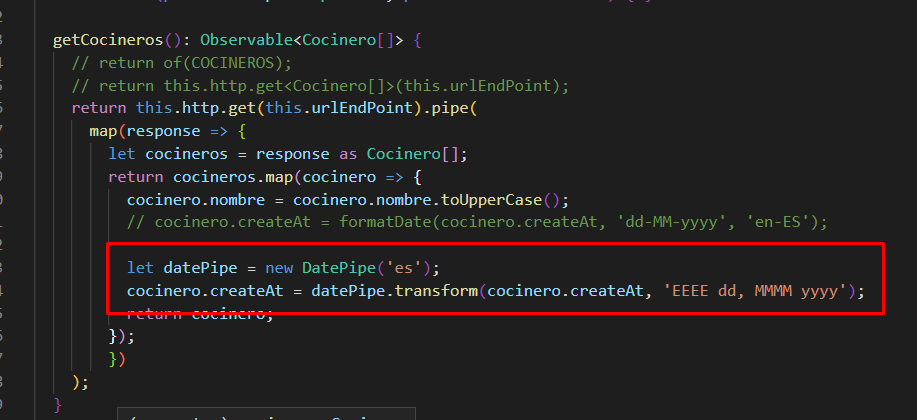 getCocineros(): Observable<Cocinero[]> {
// return of(COCINEROS);
// return this.http.get<Cocinero[]>(this.urlEndPoint);
return this.http.get(this.urlEndPoint).pipe(
map(response => {
let cocineros = response as Cocinero[];
return cocineros.map(cocinero => {
cocinero.nombre = cocinero.nombre.toUpperCase();
// cocinero.createAt = formatDate(cocinero.createAt, 'dd-MM-yyyy', 'en-ES');
let datePipe = new DatePipe('es');
cocinero.createAt = datePipe.transform(cocinero.createAt, 'EEEE dd, MMMM yyyy');
return cocinero;
});
})
);
}